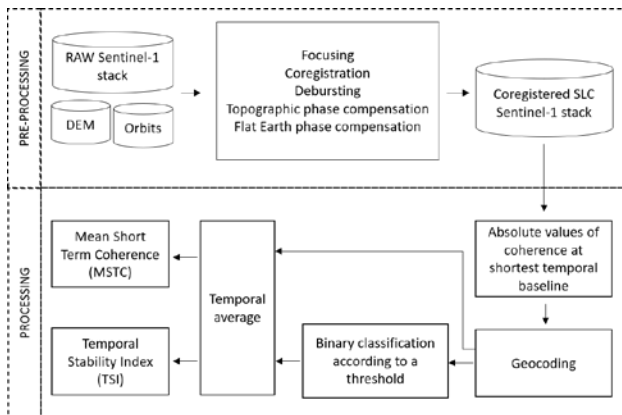 PRE-PROCESSING
RAW Sentinel-1
stack
DEM
Orbits
Focusing
Coregistration
Debursting
Topographic phase compensation
Flat Earth phase compensation
Coregistered SLC
Sentinel-1 stack
PROCESSING
Mean Short
Term Coherence
(MSTC)
Temporal
Stability Index
(TSI)
Temporal
average
Binary classification
according to a
threshold
Absolute values of
coherence at
shortest temporal
baseline
Geocoding